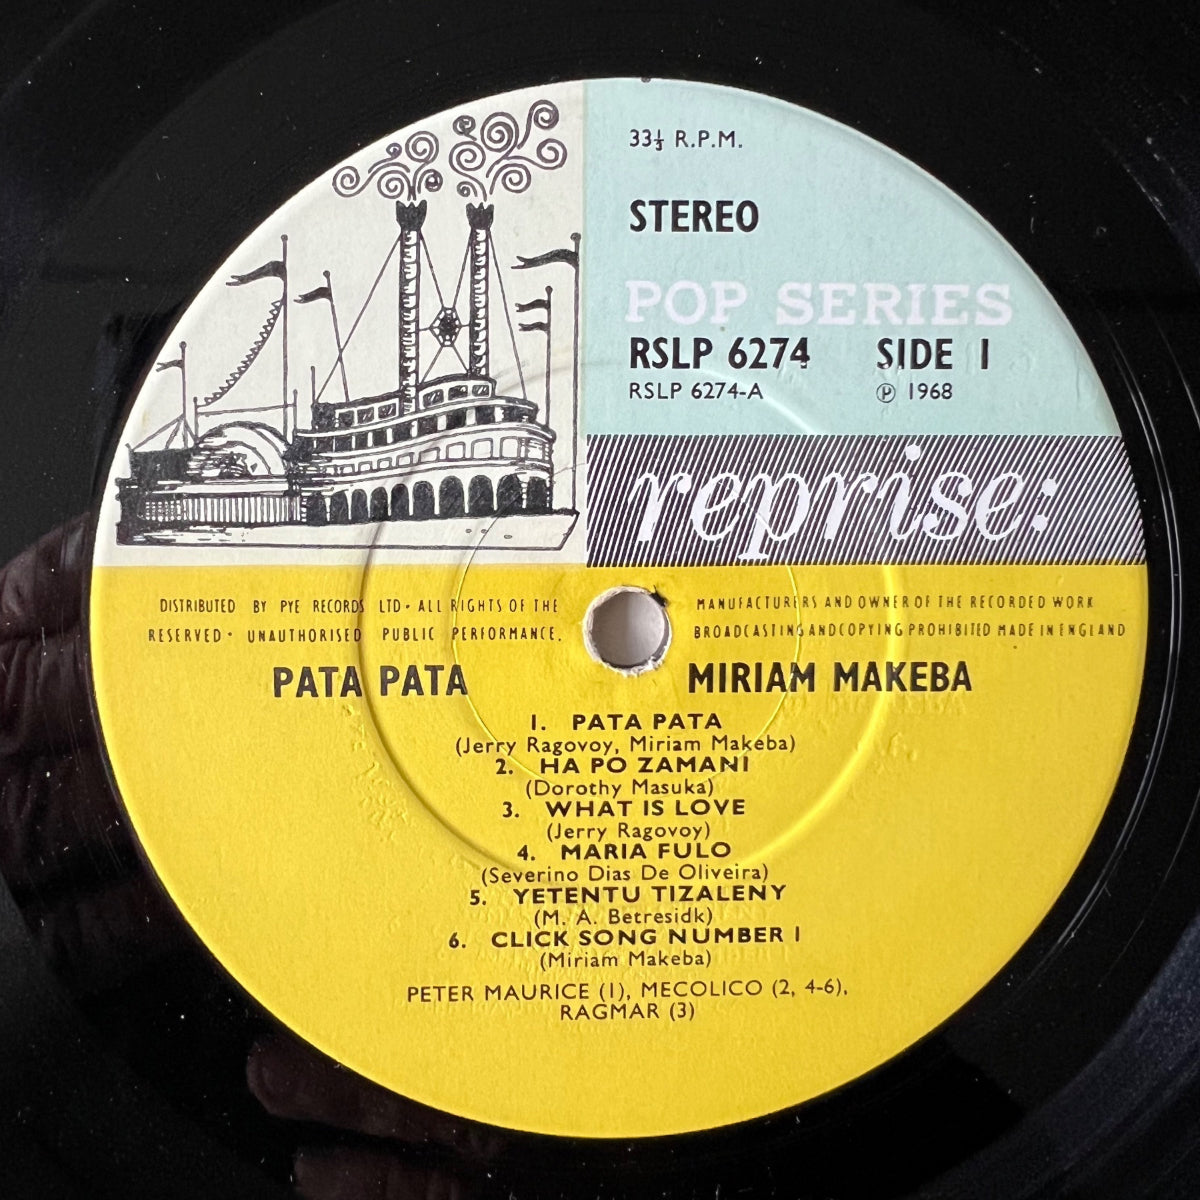 33⅓ R.P.M.
STEREO
POP SERIES
RSLP 6274 SIDE 1
RSLP 6274-A Ⓟ 1968
reprise:
DISTRIBUTED BY PYE RECORDS LTD · ALL RIGHTS OF THE MANUFACTURERS AND OWNER OF THE RECORDED WORK
RESERVED · UNAUTHORISED PUBLIC PERFORMANCE. BROADCASTING AND COPYING PROHIBITED MADE IN ENGLAND
PATA PATA MIRIAM MAKEBA
1. PATA PATA
(Jerry Ragovoy, Miriam Makeba)
2. HA PO ZAMANI
(Dorothy Masuka)
3. WHAT IS LOVE
(Jerry Ragovoy)
4. MARIA FULO
(Severino Dias De Oliveira)
5. YETENTU TIZALENY
(M. A. Betresidk)
6. CLICK SONG NUMBER 1
(Miriam Makeba)
PETER MAURICE (1), MECOLICO (2, 4-6),
RAGMAR (3)